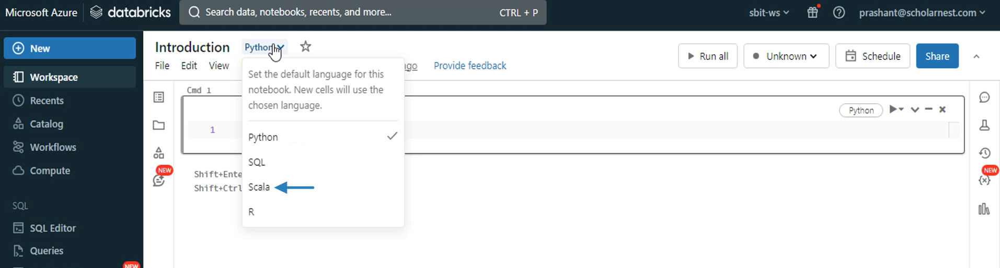 Microsoft Azure databricks Search data, notebooks, recents, and more... CTRL + P sbit-ws prashant@scholarnest.com
New
Workspace
Recents
Catalog
Workflows
Compute
SQL
SQL Editor
Queries
NEW
Introduction Python
File Edit View ago Provide feedback
Run all Unknown Schedule Share
Set the default language for this
notebook. New cells will use the
chosen language.
Python
SQL
Scala
R
Cmd 1
Python
1
Shift+Ente
Shift+Ctrl
NEW
NEW